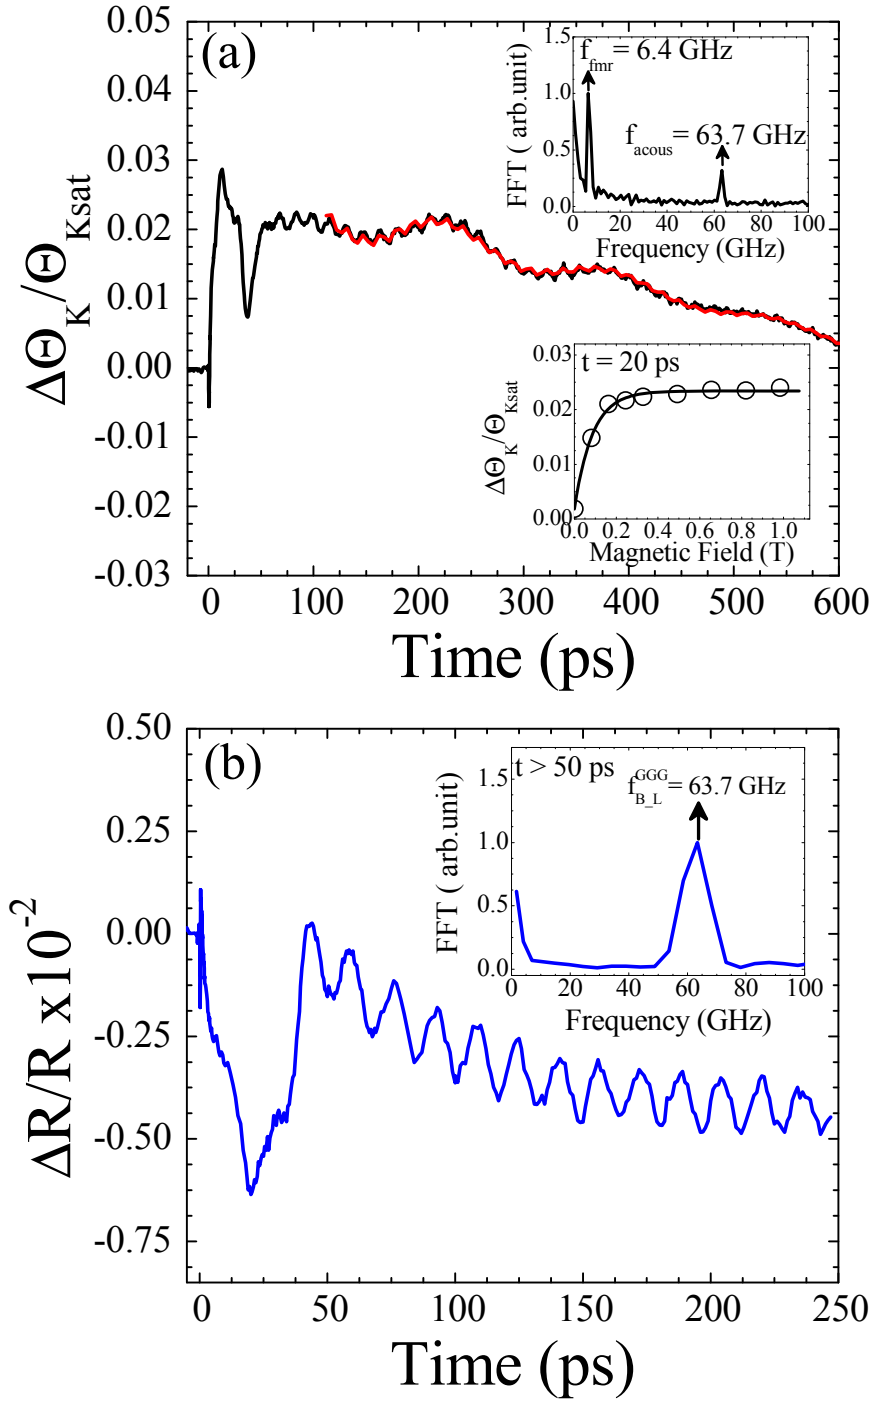 (a)
0.05
0.04
0.03
0.02
0.01
0.00
-0.01
-0.02
-0.03
ΔΘK/ΘKsat
0 100 200 300 400 500 600
Time (ps)
ffmr = 6.4 GHz
facous = 63.7 GHz
1.5
1.0
0.5
0.0
FFT ( arb.unit)
0 20 40 60 80 100
Frequency (GHz)
t = 20 ps
0.03
0.02
0.01
0.00
ΔΘK/ΘKsat
0.0 0.2 0.4 0.6 0.8 1.0
Magnetic Field (T)
(b)
0.50
0.25
0.00
-0.25
-0.50
-0.75
ΔR/R x10-2
0 50 100 150 200 250
Time (ps)
t > 50 ps
fB_LGGG = 63.7 GHz
1.5
1.0
0.5
0.0
FFT ( arb.unit)
0 20 40 60 80 100
Frequency (GHz)